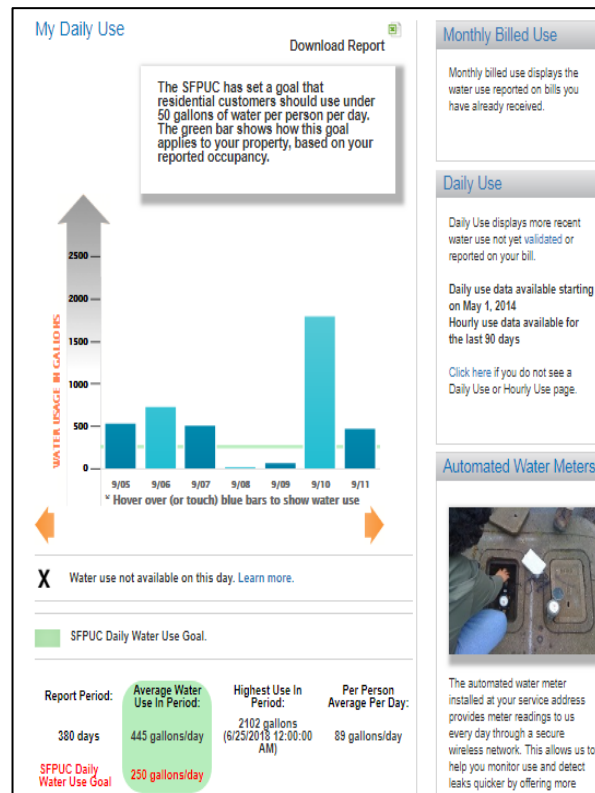 My Daily Use
Download Report
The SFPUC has set a goal that
residential customers should use under
50 gallons of water per person per day.
The green bar shows how this goal
applies to your property, based on your
reported occupancy.
WATER USAGE IN GALLONS
2500
2000
1500
1000
500
0
9/05 9/06 9/07 9/08 9/09 9/10 9/11
* Hover over (or touch) blue bars to show water use
X Water use not available on this day. Learn more.
SFPUC Daily Water Use Goal.
Report Period: Average Water Use In Period: Highest Use In Period: Per Person Average Per Day:
380 days 445 gallons/day 2102 gallons (6/25/2018 12:00:00 AM) 89 gallons/day
SFPUC Daily Water Use Goal 250 gallons/day
Monthly Billed Use
Monthly billed use displays the
water use reported on bills you
have already received.
Daily Use
Daily Use displays more recent
water use not yet validated or
reported on your bill.
Daily use data available starting
on May 1, 2014
Hourly use data available for
the last 90 days
Click here if you do not see a
Daily Use or Hourly Use page.
Automated Water Meters
The automated water meter
installed at your service address
provides meter readings to us
every day through a secure
wireless network. This allows us to
help you monitor use and detect
leaks quicker by offering more